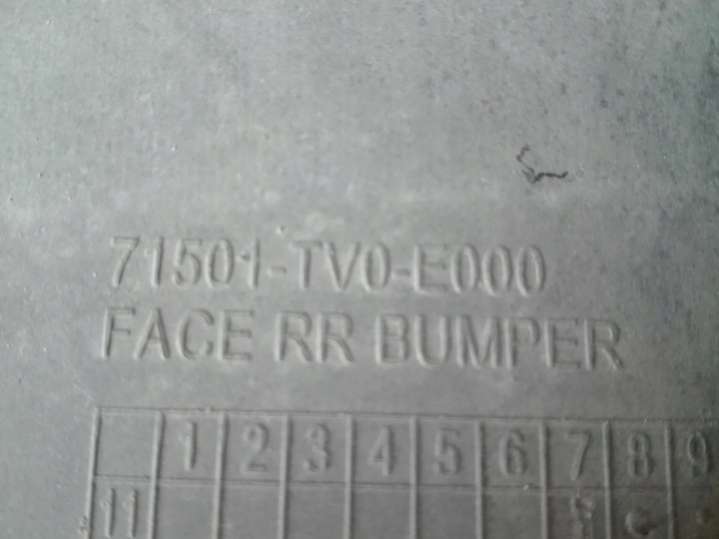 71501-TV0-E000
FACE RR BUMPER
1 2 3 4 5 6 7 8 9
11